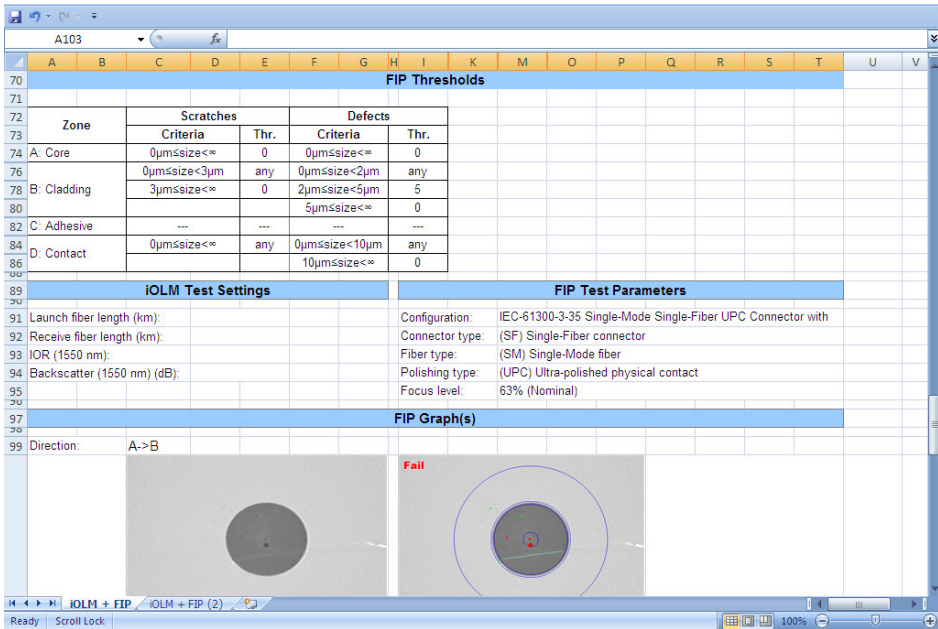 A103
fx
A B C D E F G H I K M O P Q R S T U V
70 FIP Thresholds
71
72 Zone Scratches Defects
73 Criteria Thr. Criteria Thr.
74 A: Core 0µm≤size<∞ 0 0µm≤size<∞ 0
76 0µm≤size<3µm any 0µm≤size<2µm any
78 B: Cladding 3µm≤size<∞ 0 2µm≤size<5µm 5
80 5µm≤size<∞ 0
82 C: Adhesive --- --- --- ---
84 D: Contact 0µm≤size<∞ any 0µm≤size<10µm any
86 10µm≤size<∞ 0
89 iOLM Test Settings FIP Test Parameters
91 Launch fiber length (km): Configuration: IEC-61300-3-35 Single-Mode Single-Fiber UPC Connector with
92 Receive fiber length (km): Connector type: (SF) Single-Fiber connector
93 IOR (1550 nm): Fiber type: (SM) Single-Mode fiber
94 Backscatter (1550 nm) (dB): Polishing type: (UPC) Ultra-polished physical contact
95 Focus level: 63% (Nominal)
97 FIP Graph(s)
99 Direction: A->B
Fail
iOLM + FIP iOLM + FIP (2)
Ready Scroll Lock 100%